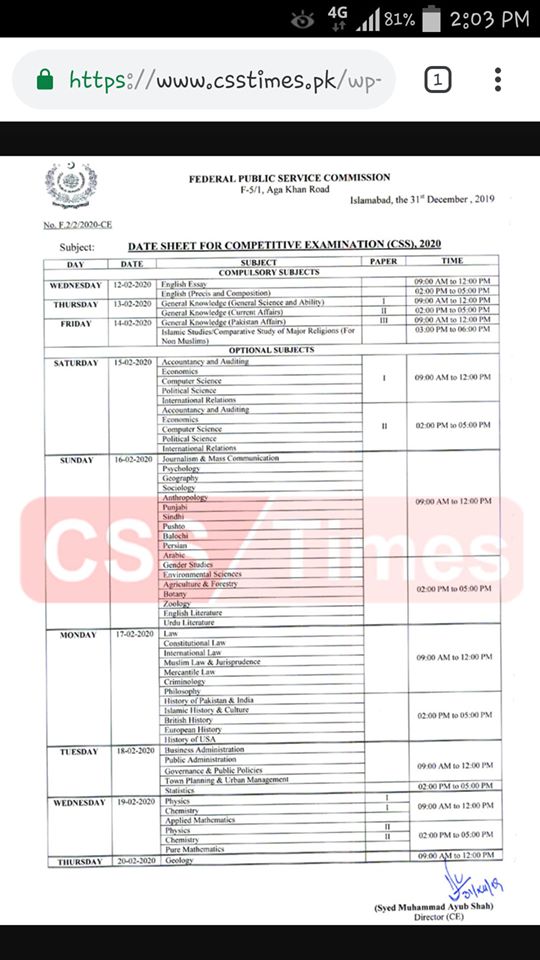 4G 81% 2:03 PM
https://www.csstimes.pk/wp-
1
FEDERAL PUBLIC SERVICE COMMISSION
F-5/1, Aga Khan Road
Islamabad, the 31st December, 2019
No. F.2/2/2020-CE
Subject: DATE SHEET FOR COMPETITIVE EXAMINATION (CSS), 2020
DAY DATE SUBJECT PAPER TIME
COMPULSORY SUBJECTS
WEDNESDAY 12-02-2020 English Essay 09:00 AM to 12:00 PM
English (Precis and Composition) 02:00 PM to 05:00 PM
THURSDAY 13-02-2020 General Knowledge (General Science and Ability) I 09:00 AM to 12:00 PM
General Knowledge (Current Affairs) II 02:00 PM to 05:00 PM
FRIDAY 14-02-2020 General Knowledge (Pakistan Affairs) III 09:00 AM to 12:00 PM
Islamic Studies/Comparative Study of Major Religions (For 03:00 PM to 06:00 PM
Non Muslims)
OPTIONAL SUBJECTS
SATURDAY 15-02-2020 Accountancy and Auditing
Economics
Computer Science I 09:00 AM to 12:00 PM
Political Science
International Relations
Accountancy and Auditing
Economics
Computer Science II 02:00 PM to 05:00 PM
Political Science
International Relations
SUNDAY 16-02-2020 Journalism & Mass Communication
Psychology
Geography
Sociology
Anthropology 09:00 AM to 12:00 PM
Punjabi
Sindhi
Pushto
Balochi
Persian
Arabic
CSS Times
Gender Studies
Environmental Sciences
Agriculture & Forestry
Botany 02:00 PM to 05:00 PM
Zoology
English Literature
Urdu Literature
MONDAY 17-02-2020 Law
Constitutional Law
International Law 09:00 AM to 12:00 PM
Muslim Law & Jurisprudence
Mercantile Law
Criminology
Philosophy
History of Pakistan & India
Islamic History & Culture
British History 02:00 PM to 05:00 PM
European History
History of USA
TUESDAY 18-02-2020 Business Administration
Public Administration
Governance & Public Policies 09:00 AM to 12:00 PM
Town Planning & Urban Management
Statistics 02:00 PM to 05:00 PM
WEDNESDAY 19-02-2020 Physics I
Chemistry I 09:00 AM to 12:00 PM
Applied Mathematics
Physics II
Chemistry II 02:00 PM to 05:00 PM
Pure Mathematics
THURSDAY 20-02-2020 Geology 09:00 AM to 12:00 PM
(Syed Muhammad Ayub Shah)
Director (CE)